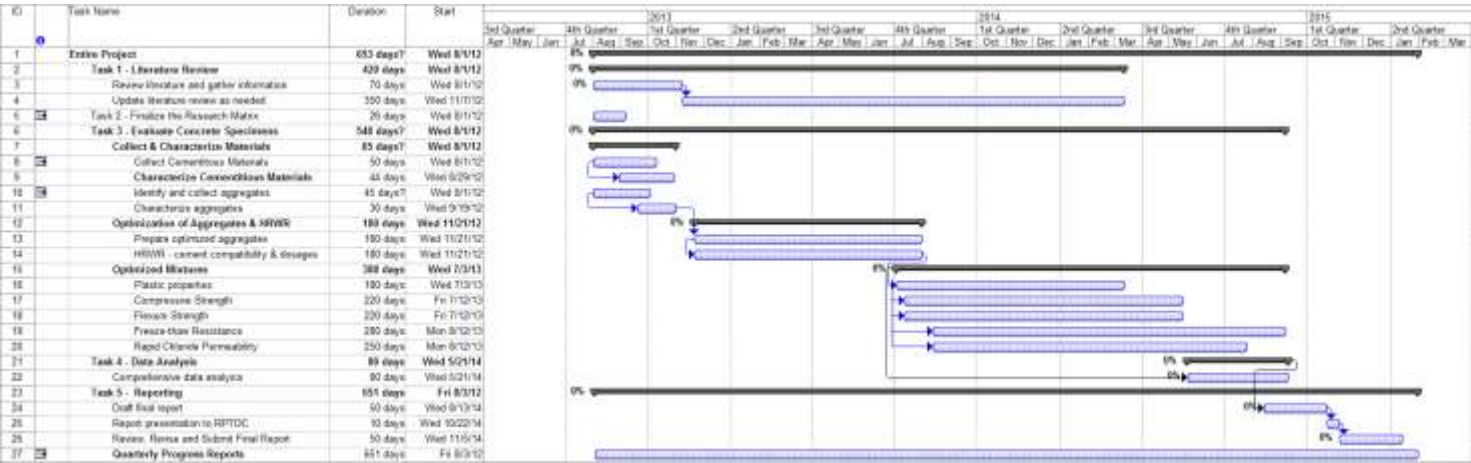 ID Task Name Duration Start
2013 2014 2015
3rd Quarter 4th Quarter 1st Quarter 2nd Quarter 3rd Quarter 4th Quarter 1st Quarter 2nd Quarter 3rd Quarter 4th Quarter 1st Quarter 2nd Quarter
Apr May Jun Jul Aug Sep Oct Nov Dec Jan Feb Mar Apr May Jun Jul Aug Sep Oct Nov Dec Jan Feb Mar Apr May Jun Jul Aug Sep Oct Nov Dec Jan Feb Mar
1 Entire Project 653 days? Wed 8/1/12 0%
2 Task 1 - Literature Review 420 days Wed 8/1/12 0%
3 Review literature and gather information 70 days Wed 8/1/12 0%
4 Update literature review as needed 350 days Wed 11/7/12
5 Task 2 - Finalize the Research Matrix 26 days Wed 8/1/12
6 Task 3 - Evaluate Concrete Specimens 548 days? Wed 8/1/12 0%
7 Collect & Characterize Materials 65 days? Wed 8/1/12
8 Collect Cementitious Materials 50 days Wed 8/1/12
9 Characterize Cementitious Materials 44 days Wed 8/29/12
10 Identify and collect aggregates 45 days? Wed 8/1/12
11 Characterize aggregates 30 days Wed 9/19/12
12 Optimization of Aggregates & HRWR 180 days Wed 11/21/12 0%
13 Prepare optimized aggregates 180 days Wed 11/21/12
14 HRWR - cement compatibility & dosages 180 days Wed 11/21/12
15 Optimized Mixtures 308 days Wed 7/3/13 0%
16 Plastic properties 180 days Wed 7/3/13
17 Compressive Strength 220 days Fri 7/12/13
18 Flexure Strength 220 days Fri 7/12/13
19 Freeze-thaw Resistance 280 days Mon 8/12/13
20 Rapid Chloride Permeability 250 days Mon 8/12/13
21 Task 4 - Data Analysis 80 days Wed 5/21/14 0%
22 Comprehensive data analysis 80 days Wed 5/21/14 0%
23 Task 5 - Reporting 651 days Fri 8/3/12 0%
24 Draft final report 50 days Wed 8/13/14 0%
25 Report presentation to RPTOC 10 days Wed 10/22/14
26 Review, Revise and Submit Final Report 50 days Wed 11/5/14 0%
27 Quarterly Progress Reports 651 days Fri 8/3/12